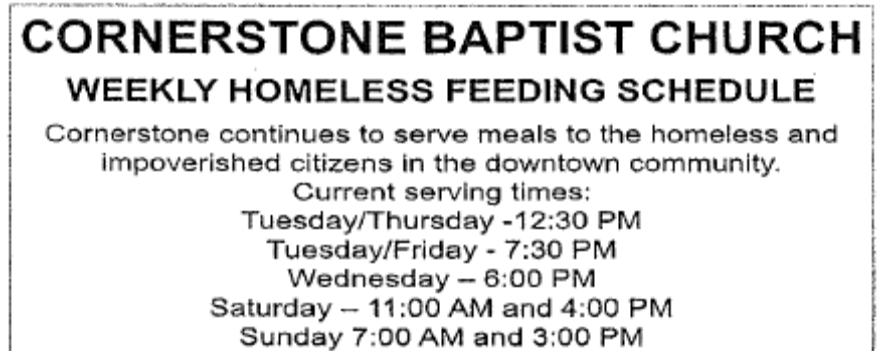 CORNERSTONE BAPTIST CHURCH
WEEKLY HOMELESS FEEDING SCHEDULE
Cornerstone continues to serve meals to the homeless and
impoverished citizens in the downtown community.
Current serving times:
Tuesday/Thursday -12:30 PM
Tuesday/Friday - 7:30 PM
Wednesday – 6:00 PM
Saturday – 11:00 AM and 4:00 PM
Sunday 7:00 AM and 3:00 PM